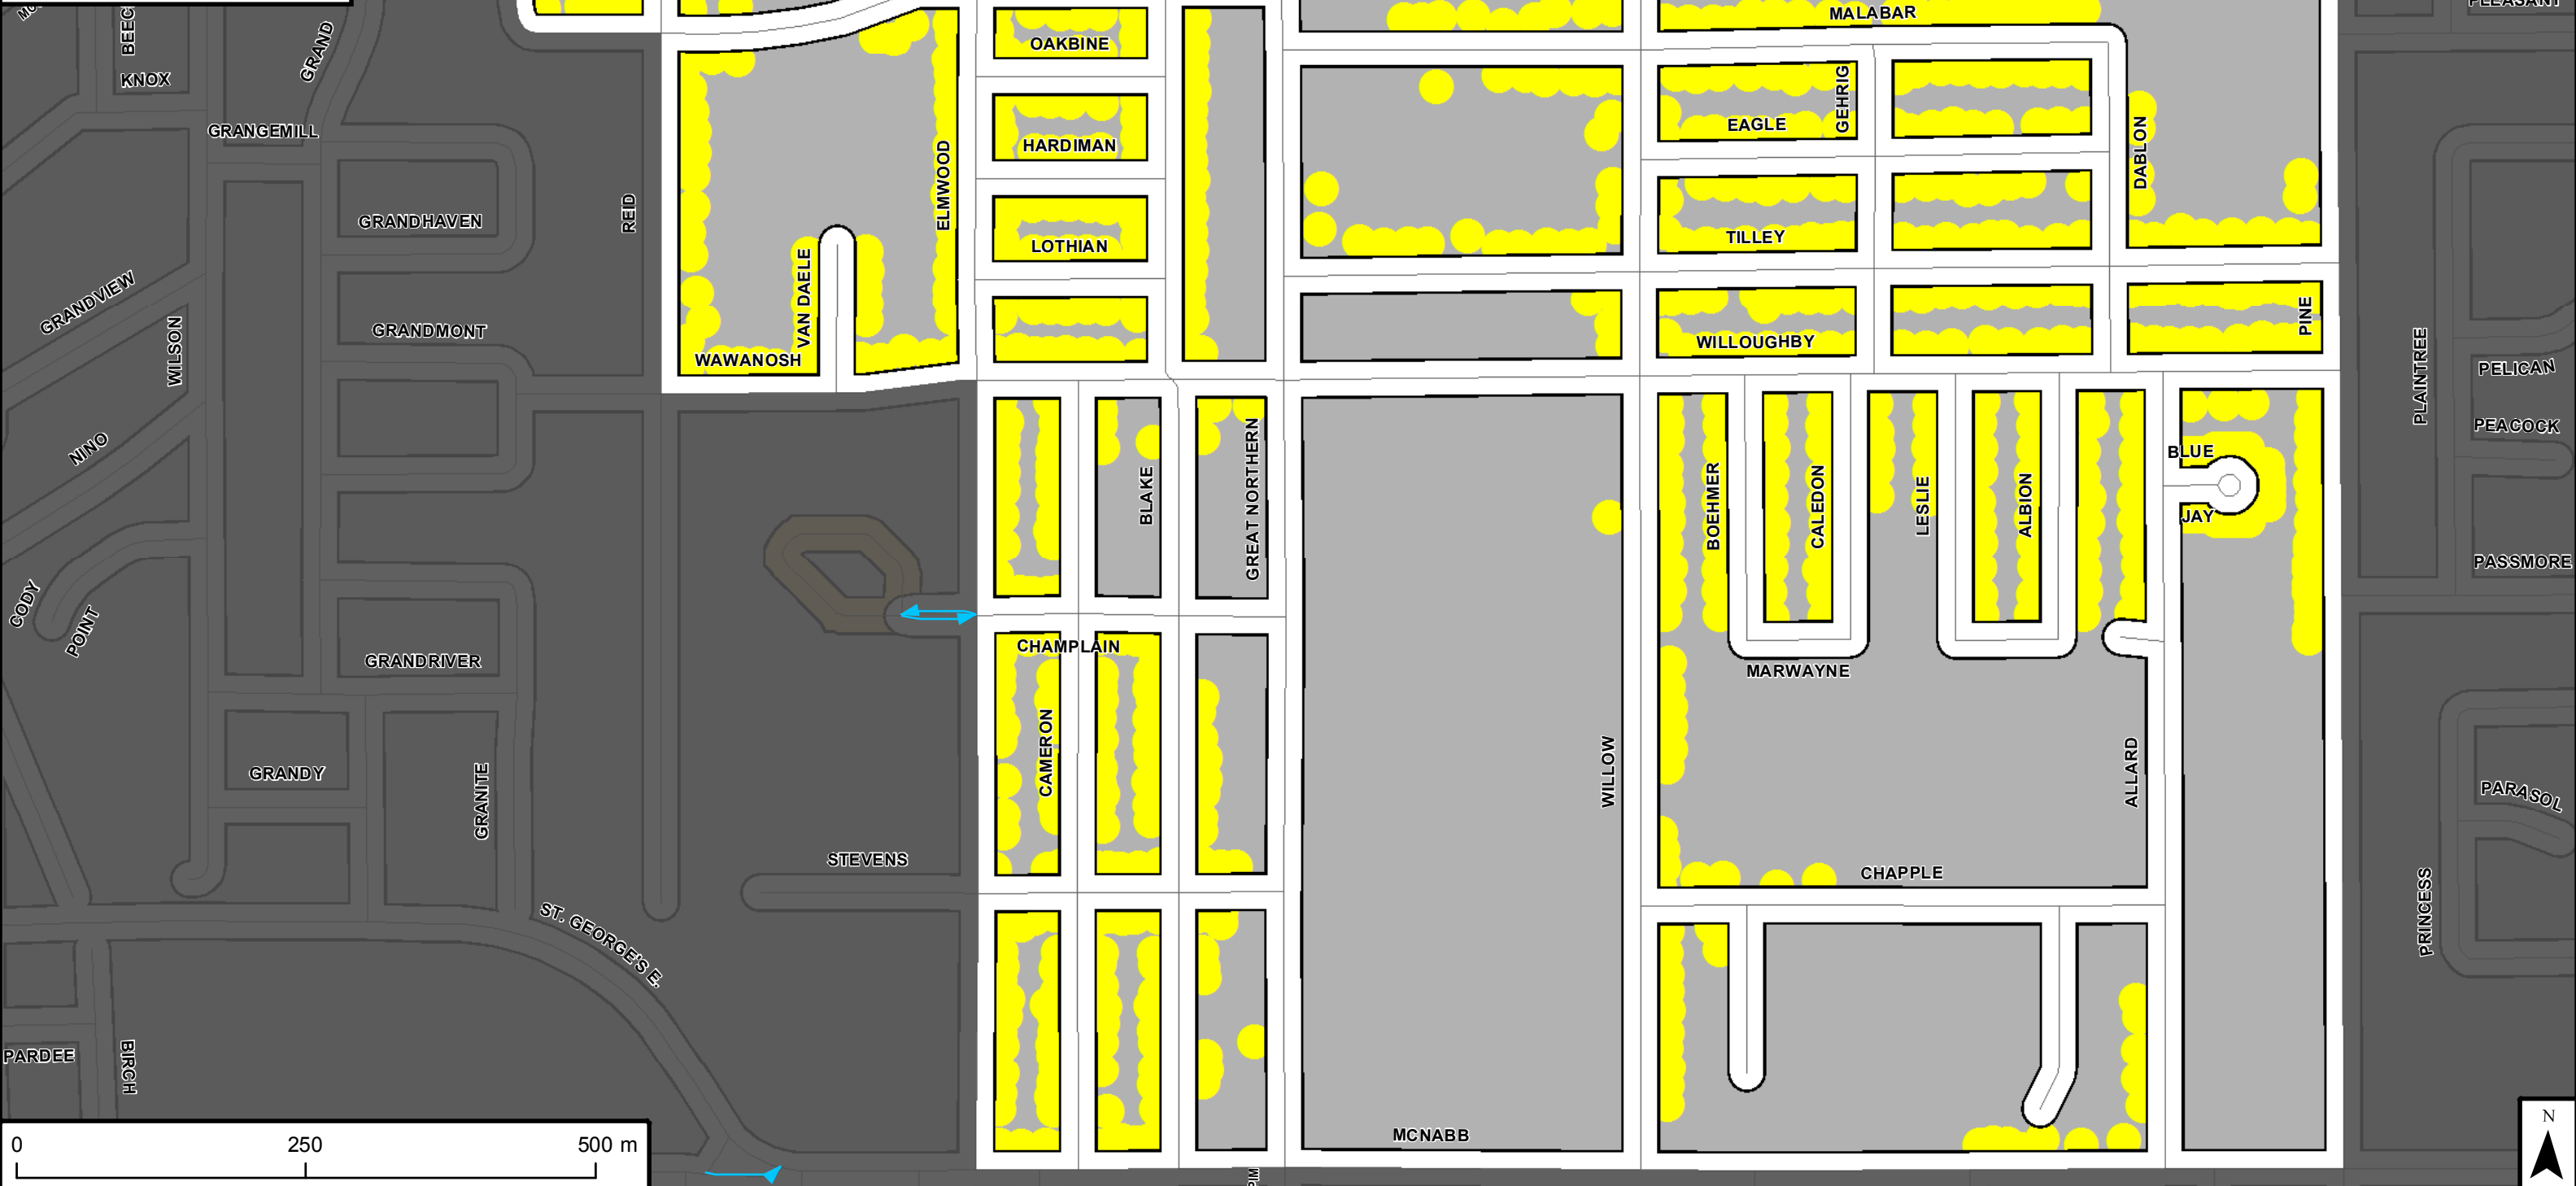 MALABAR
OAKBINE
GRAND
KNOX
GRANGEMILL
HARDIMAN
EAGLE
GEHRIG
DABLON
ELMWOOD
REID
GRANDHAVEN
LOTHIAN
TILLEY
GRANDVIEW
VAN DAELE
PINE
GRANDMONT
WILSON
WAWANOSH
WILLOUGHBY
PLAINTREE
PELICAN
PEACOCK
NINO
BLAKE
GREAT NORTHERN
BOEHMER
CALEDON
LESLIE
ALBION
BLUE
JAY
PASSMORE
CODY
POINT
CHAMPLAIN
GRANDRIVER
MARWAYNE
CAMERON
WILLOW
ALLARD
GRANDY
GRANITE
PARASOL
STEVENS
CHAPPLE
ST. GEORGE'S E.
PRINCESS
PARDEE
BIRCH
MCNABB
N
0 250 500 m